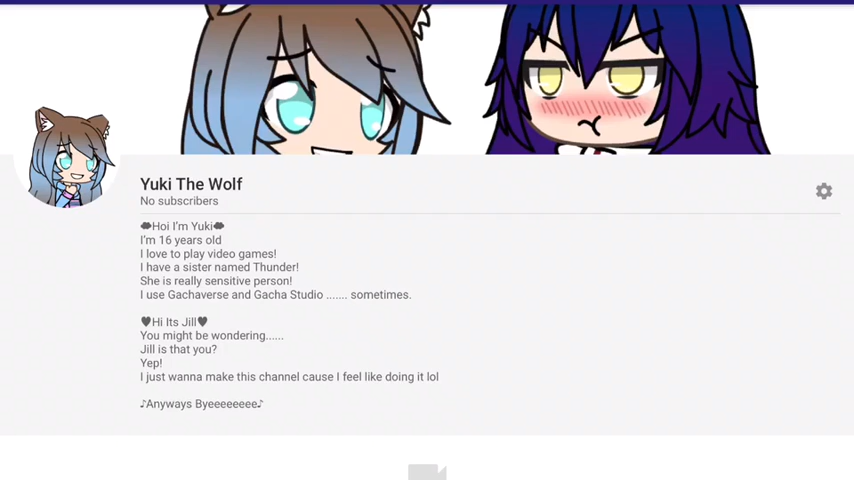 Yuki The Wolf
No subscribers
Hoi I'm Yuki
I'm 16 years old
I love to play video games!
I have a sister named Thunder!
She is really sensitive person!
I use Gachaverse and Gacha Studio ....... sometimes.
♥Hi Its Jill♥
You might be wondering......
Jill is that you?
Yep!
I just wanna make this channel cause I feel like doing it lol
♪Anyways Byeeeeeeee♪